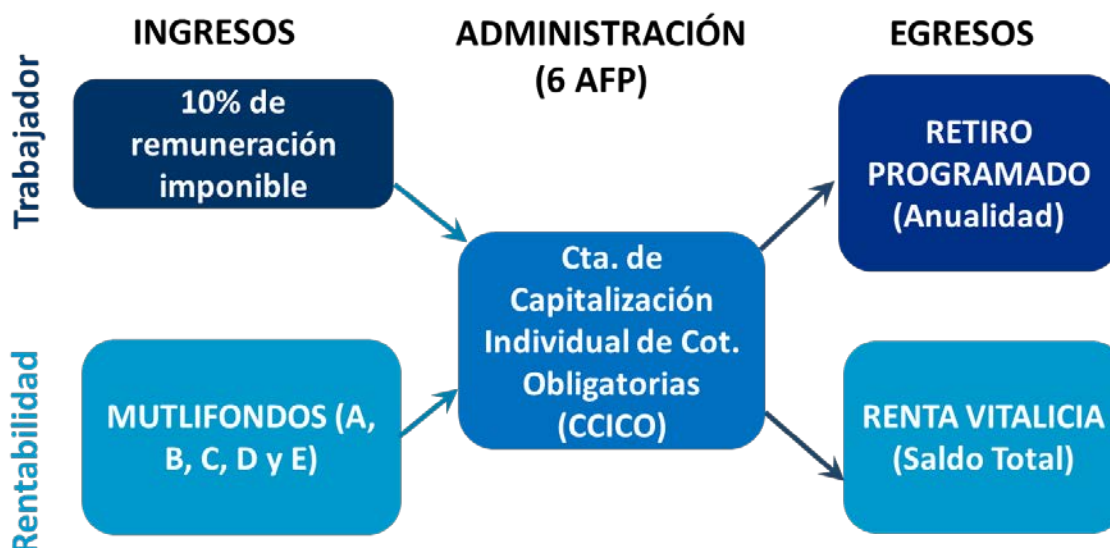 INGRESOS
ADMINISTRACIÓN
(6 AFP)
EGRESOS
Trabajador
10% de
remuneración
imponible
RETIRO
PROGRAMADO
(Anualidad)
Cta. de
Capitalización
Individual de Cot.
Obligatorias
(CCICO)
Rentabilidad
MUTLIFONDOS (A,
B, C, D y E)
RENTA VITALICIA
(Saldo Total)